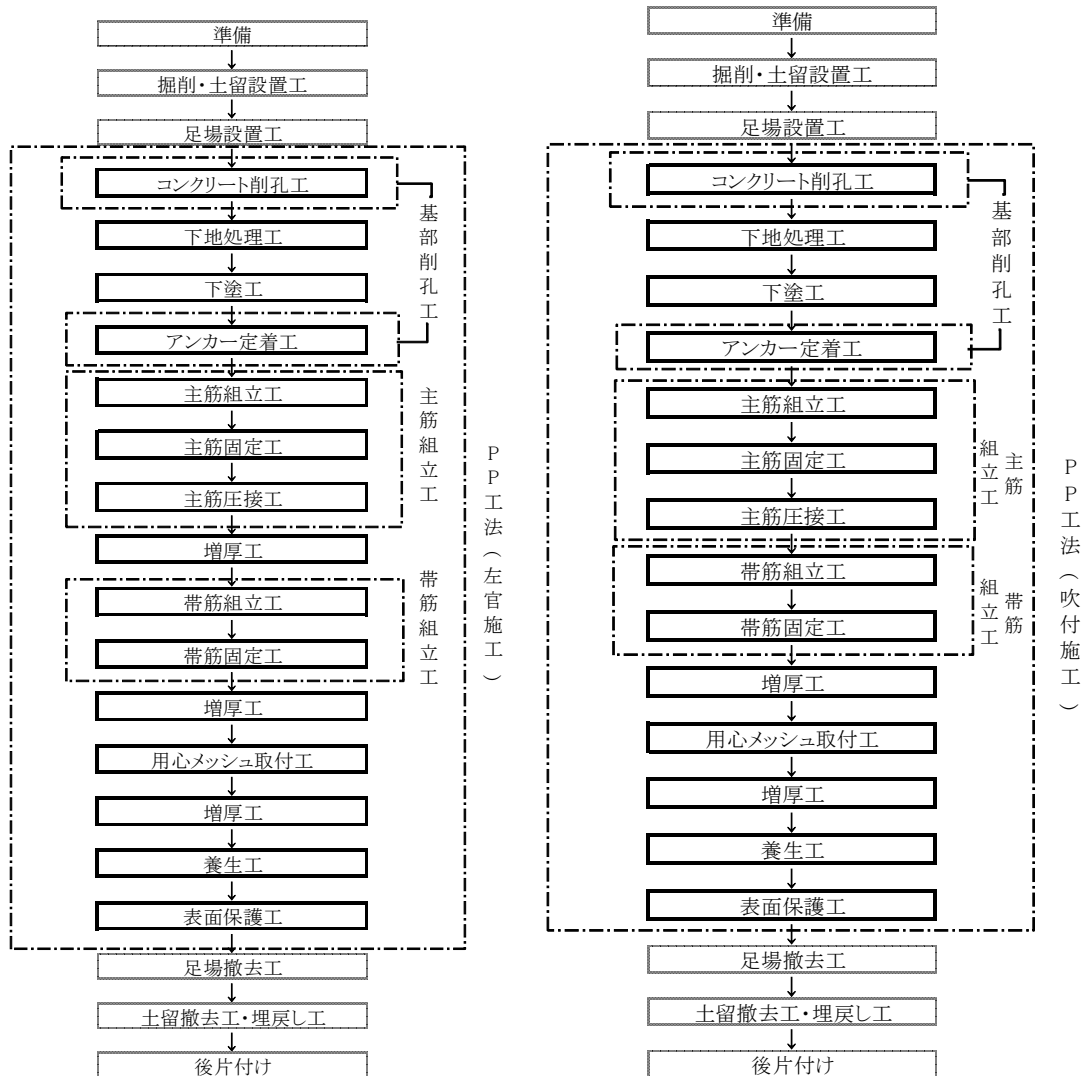 準備
掘削・土留設置工
足場設置工
コンクリート削孔工
下地処理工
下塗工
アンカー定着工
基部削孔工
主筋組立工
主筋固定工
主筋圧接工
主筋組立工
増厚工
帯筋組立工
帯筋固定工
帯筋組立工
増厚工
用心メッシュ取付工
増厚工
養生工
表面保護工
PP工法(左官施工)
足場撤去工
土留撤去工・埋戻し工
後片付け
準備
掘削・土留設置工
足場設置工
コンクリート削孔工
下地処理工
下塗工
アンカー定着工
基部削孔工
主筋組立工
主筋固定工
主筋圧接工
主筋
組立工
帯筋組立工
帯筋固定工
帯筋
組立工
増厚工
用心メッシュ取付工
増厚工
養生工
表面保護工
PP工法(吹付施工)
足場撤去工
土留撤去工・埋戻し工
後片付け